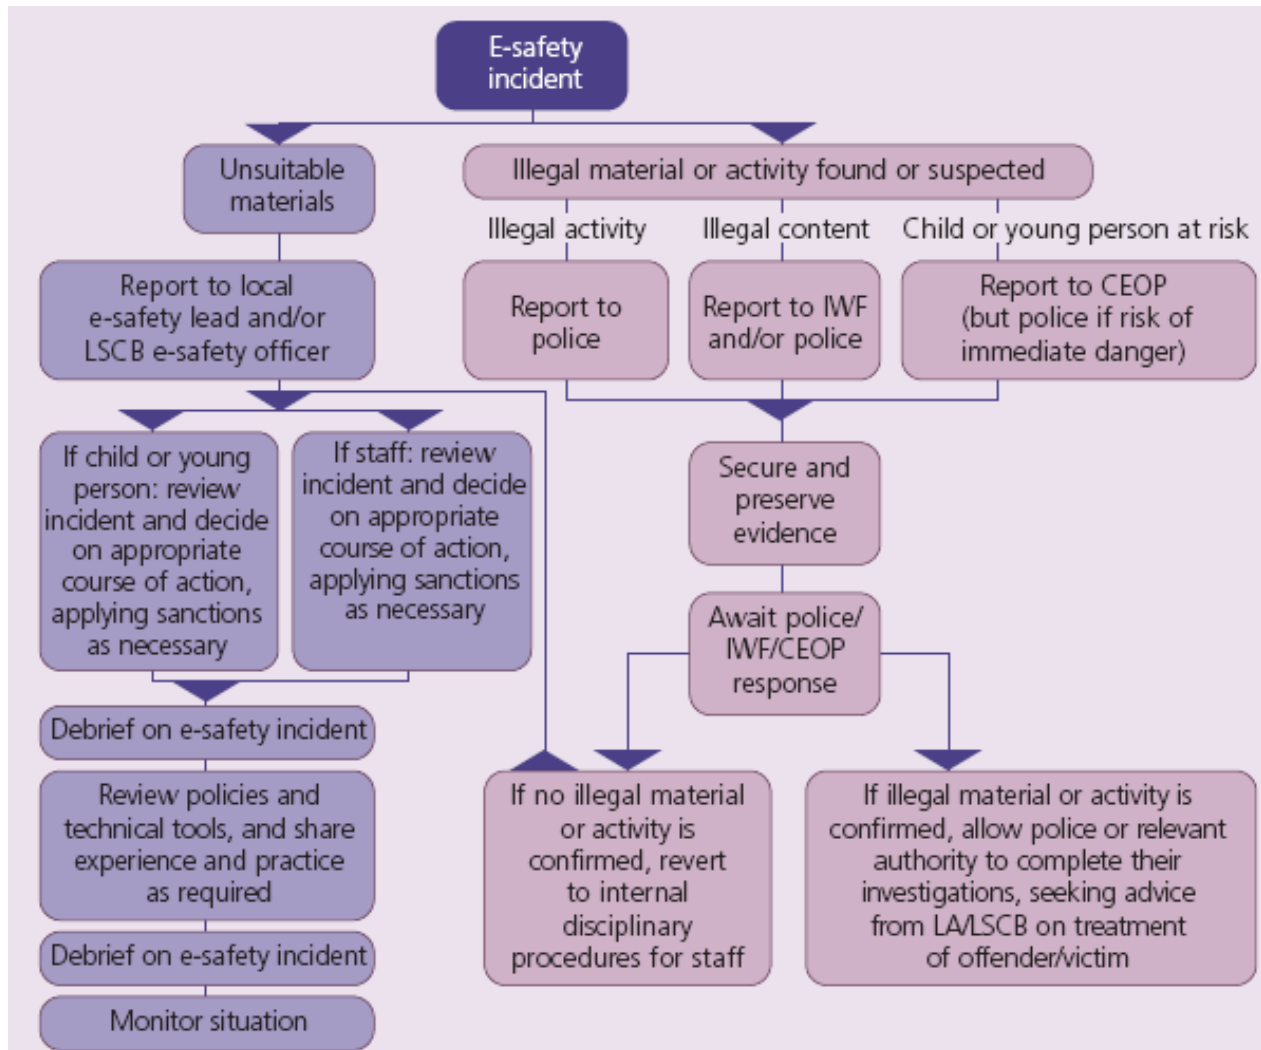 E-safety
incident
Unsuitable
materials
Illegal material or activity found or suspected
Illegal activity
Illegal content
Child or young person at risk
Report to local
e-safety lead and/or
LSCB e-safety officer
Report to
police
Report to IWF
and/or police
Report to CEOP
(but police if risk of
immediate danger)
If child or young
person: review
incident and decide
on appropriate
course of action,
applying sanctions
as necessary
If staff: review
incident and decide
on appropriate
course of action,
applying sanctions
as necessary
Secure and
preserve
evidence
Await police/
IWF/CEOP
response
Debrief on e-safety incident
Review policies and
technical tools, and share
experience and practice
as required
Debrief on e-safety incident
Monitor situation
If no illegal material
or activity is
confirmed, revert
to internal
disciplinary
procedures for staff
If illegal material or activity is
confirmed, allow police or relevant
authority to complete their
investigations, seeking advice
from LA/LSCB on treatment
of offender/victim